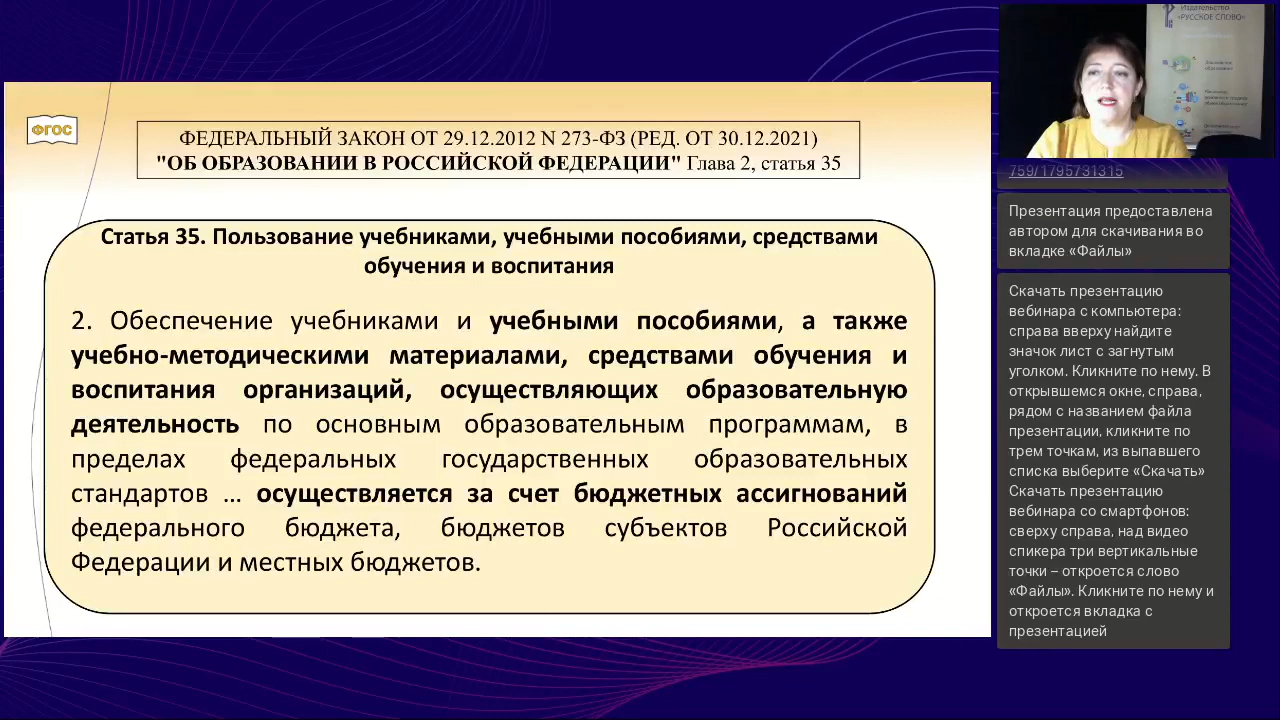 ФГОС
ФЕДЕРАЛЬНЫЙ ЗАКОН ОТ 29.12.2012 N 273-ФЗ (РЕД. ОТ 30.12.2021)
"ОБ ОБРАЗОВАНИИ В РОССИЙСКОЙ ФЕДЕРАЦИИ" Глава 2, статья 35
Статья 35. Пользование учебниками, учебными пособиями, средствами
обучения и воспитания
2. Обеспечение учебниками и учебными пособиями, а также
учебно-методическими материалами, средствами обучения и
воспитания организаций, осуществляющих образовательную
деятельность по основным образовательным программам, в
пределах федеральных государственных образовательных
стандартов … осуществляется за счет бюджетных ассигнований
федерального бюджета, бюджетов субъектов Российской
Федерации и местных бюджетов.
Издательство
«РУССКОЕ СЛОВО»
759/1795731315
Презентация предоставлена
автором для скачивания во
вкладке «Файлы»
Скачать презентацию
вебинара с компьютера:
справа вверху найдите
значок лист с загнутым
уголком. Кликните по нему. В
открывшемся окне, справа,
рядом с названием файла
презентации, кликните по
трем точкам, из выпавшего
списка выберите «Скачать»
Скачать презентацию
вебинара со смартфонов:
сверху справа, над видео
спикера три вертикальные
точки – откроется слово
«Файлы». Кликните по нему и
откроется вкладка с
презентацией